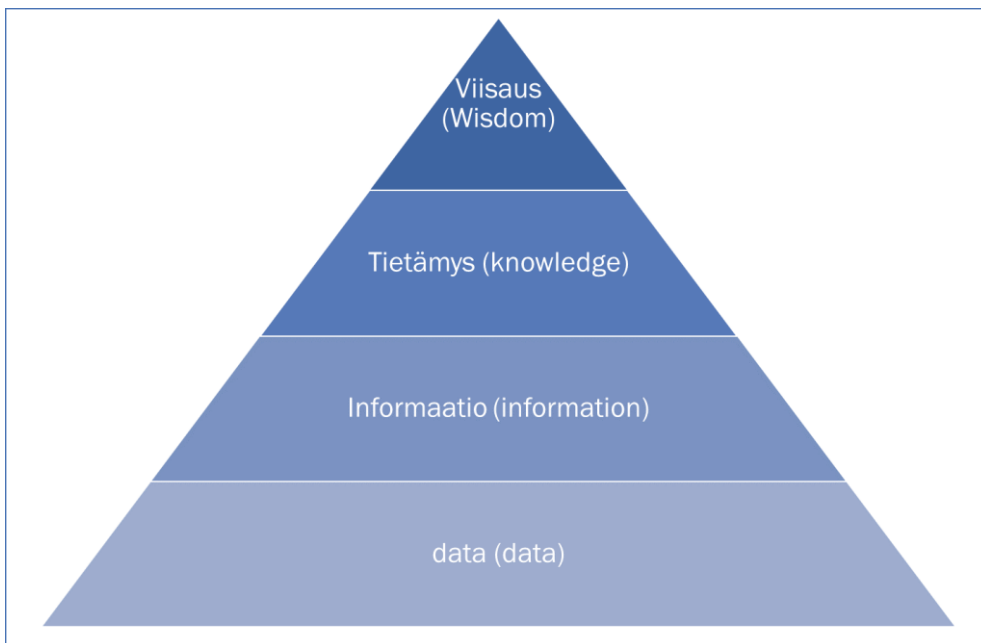 Viisaus
(Wisdom)
Tietämys (knowledge)
Informaatio (information)
data (data)